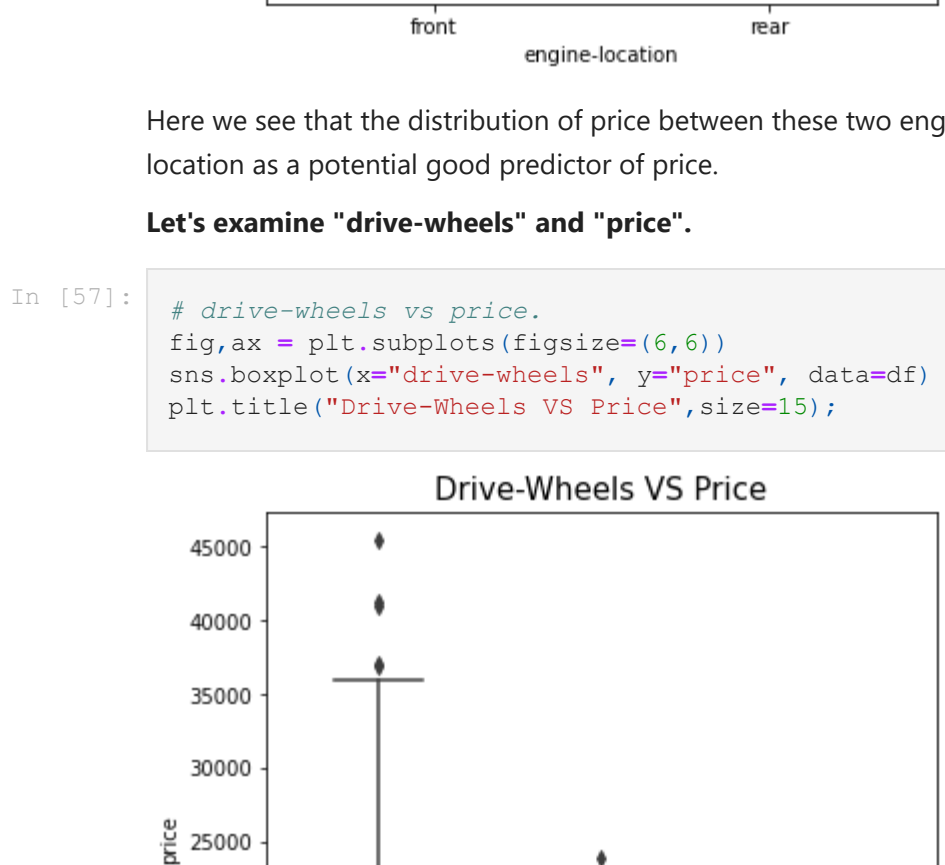 front rear
engine-location
Here we see that the distribution of price between these two eng
location as a potential good predictor of price.
Let's examine "drive-wheels" and "price".
In [57]:
# drive-wheels vs price.
fig,ax = plt.subplots(figsize=(6,6))
sns.boxplot(x="drive-wheels", y="price", data=df)
plt.title("Drive-Wheels VS Price",size=15);
Drive-Wheels VS Price
45000
40000
35000
30000
25000
price